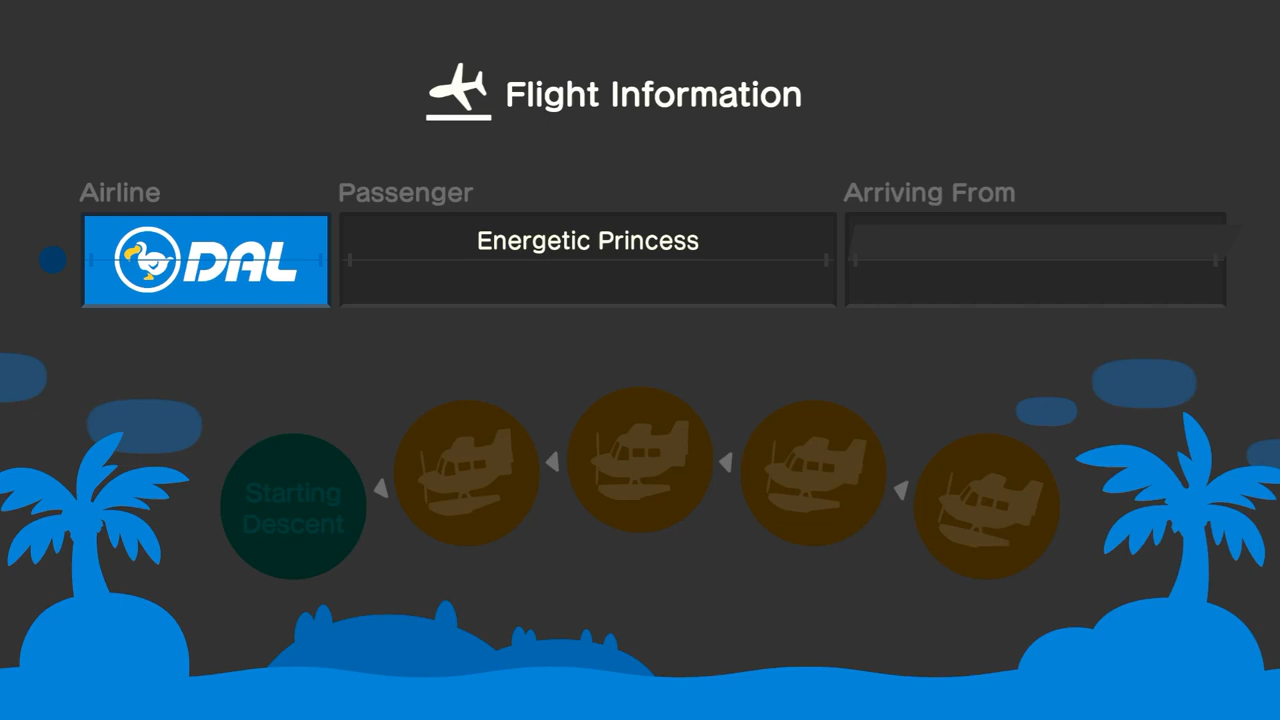 Flight Information
Airline
Passenger
Arriving From
DAL
Energetic Princess
Starting
Descent